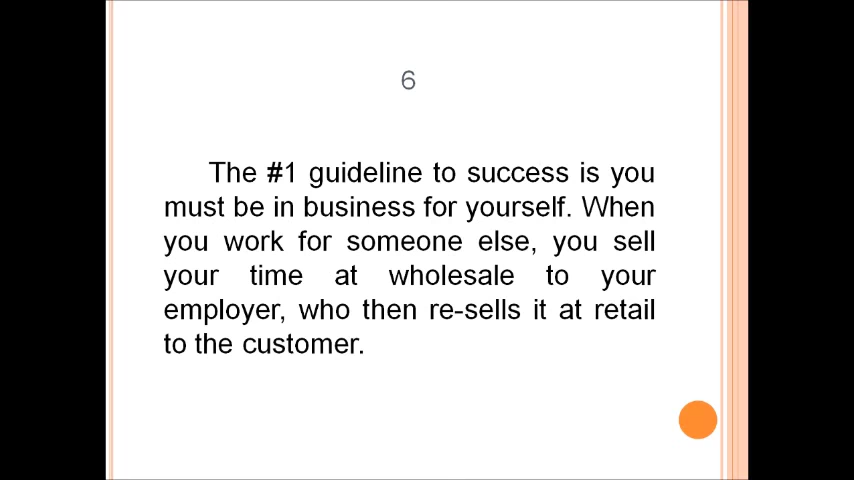 6
The #1 guideline to success is you
must be in business for yourself. When
you work for someone else, you sell
your time at wholesale to your
employer, who then re-sells it at retail
to the customer.